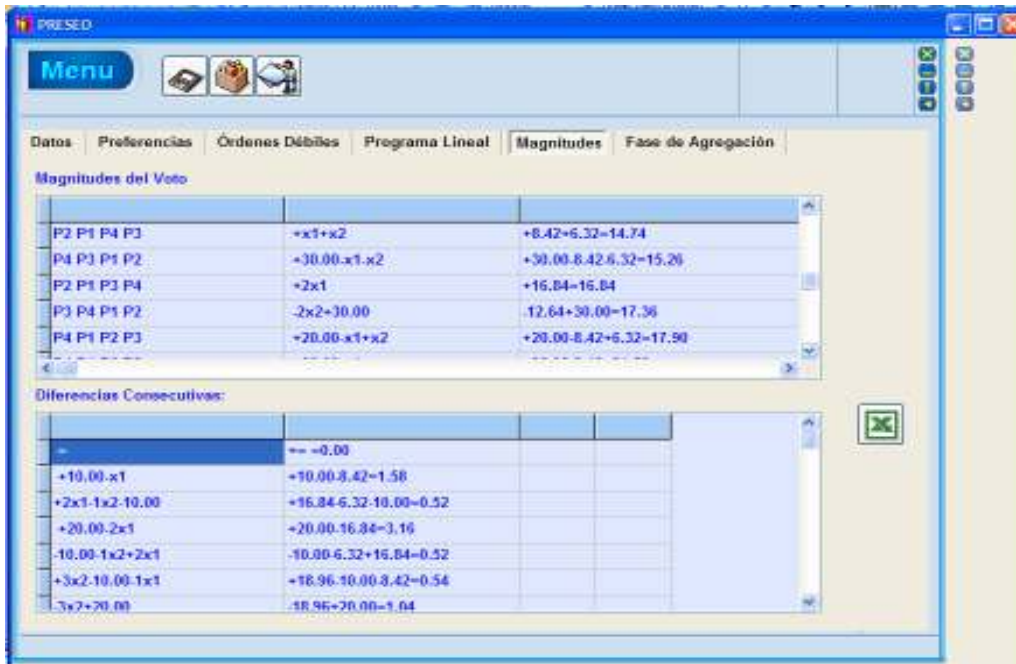 PRESEO
Menu
Datos Preferencias Órdenes Débiles Programa Lineal Magnitudes Fase de Agregación
Magnitudes del Voto
P2 P1 P4 P3 +x1+x2 +8.42+6.32=14.74
P4 P3 P1 P2 +30.00-x1-x2 +30.00-8.42-6.32=15.26
P2 P1 P3 P4 +2x1 +16.84=16.84
P3 P4 P1 P2 -2x2+30.00 -12.64+30.00=17.36
P4 P1 P2 P3 +20.00-x1+x2 +20.00-8.42+6.32=17.90
Diferencias Consecutivas:
= += =0.00
+10.00-x1 +10.00-8.42=1.58
+2x1-1x2-10.00 +16.84-6.32-10.00=0.52
+20.00-2x1 +20.00-16.84=3.16
-10.00-1x2+2x1 -10.00-6.32+16.84=0.52
+3x2-10.00-1x1 +18.96-10.00-8.42=0.54
-3x2+20.00 -18.96+20.00=1.04